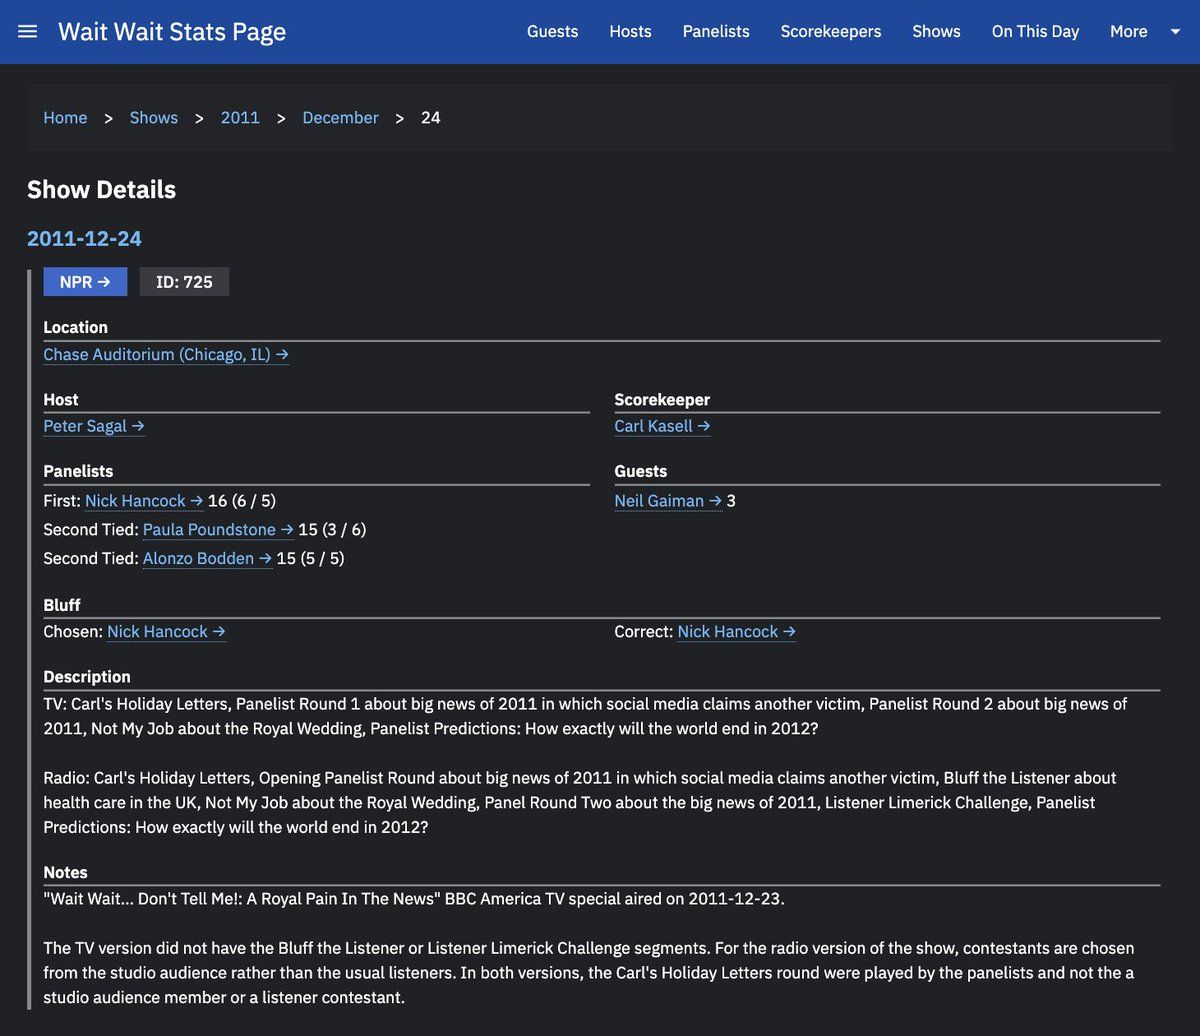 Wait Wait Stats Page
Guests Hosts Panelists Scorekeepers Shows On This Day More
Home > Shows > 2011 > December > 24
Show Details
2011-12-24
NPR → ID: 725
Location
Chase Auditorium (Chicago, IL) →
Host
Peter Sagal →
Scorekeeper
Carl Kasell →
Panelists
First: Nick Hancock → 16 (6 / 5)
Second Tied: Paula Poundstone → 15 (3 / 6)
Second Tied: Alonzo Bodden → 15 (5 / 5)
Guests
Neil Gaiman → 3
Bluff
Chosen: Nick Hancock →
Correct: Nick Hancock →
Description
TV: Carl's Holiday Letters, Panelist Round 1 about big news of 2011 in which social media claims another victim, Panelist Round 2 about big news of
2011, Not My Job about the Royal Wedding, Panelist Predictions: How exactly will the world end in 2012?
Radio: Carl's Holiday Letters, Opening Panelist Round about big news of 2011 in which social media claims another victim, Bluff the Listener about
health care in the UK, Not My Job about the Royal Wedding, Panel Round Two about the big news of 2011, Listener Limerick Challenge, Panelist
Predictions: How exactly will the world end in 2012?
Notes
"Wait Wait... Don't Tell Me!: A Royal Pain In The News" BBC America TV special aired on 2011-12-23.
The TV version did not have the Bluff the Listener or Listener Limerick Challenge segments. For the radio version of the show, contestants are chosen
from the studio audience rather than the usual listeners. In both versions, the Carl's Holiday Letters round were played by the panelists and not the a
studio audience member or a listener contestant.